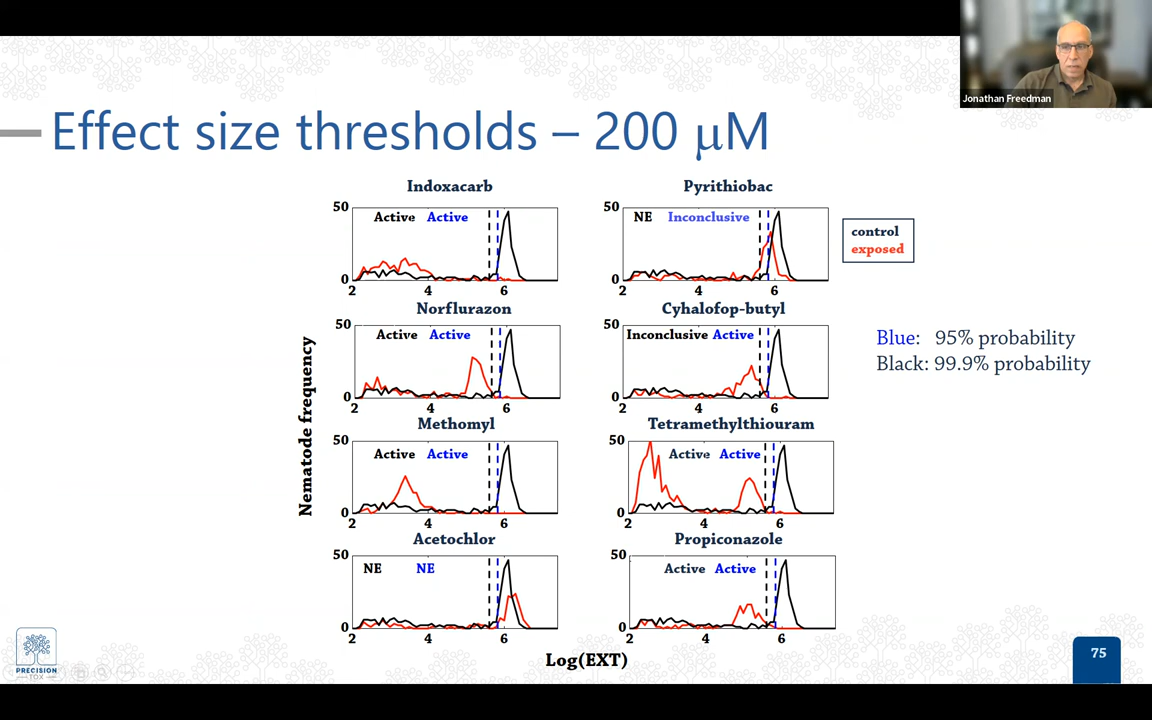 Jonathan Freedman
Effect size thresholds – 200 μM
Indoxacarb
50
Active Active
0
2 4 6
Pyrithiobac
50
NE Inconclusive
0
2 4 6
control
exposed
Norflurazon
50
Active Active
0
2 4 6
Cyhalofop-butyl
50
Inconclusive Active
0
2 4 6
Blue: 95% probability
Black: 99.9% probability
Nematode frequency
Methomyl
50
Active Active
0
2 4 6
Tetramethylthiouram
50
Active Active
0
2 4 6
Acetochlor
50
NE NE
0
2 4 6
Propiconazole
50
Active Active
0
2 4 6
Log(EXT)
PRECISION
TOX
75